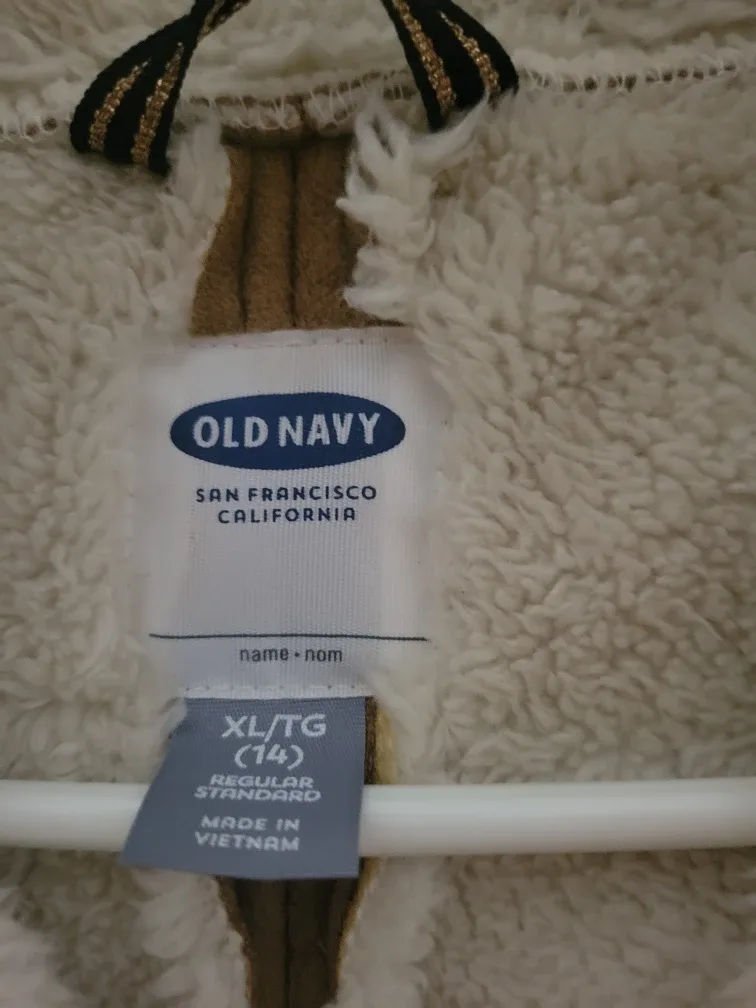 OLD NAVY
SAN FRANCISCO
CALIFORNIA
name • nom
XL/TG
(14)
REGULAR
STANDARD
MADE IN
VIETNAM